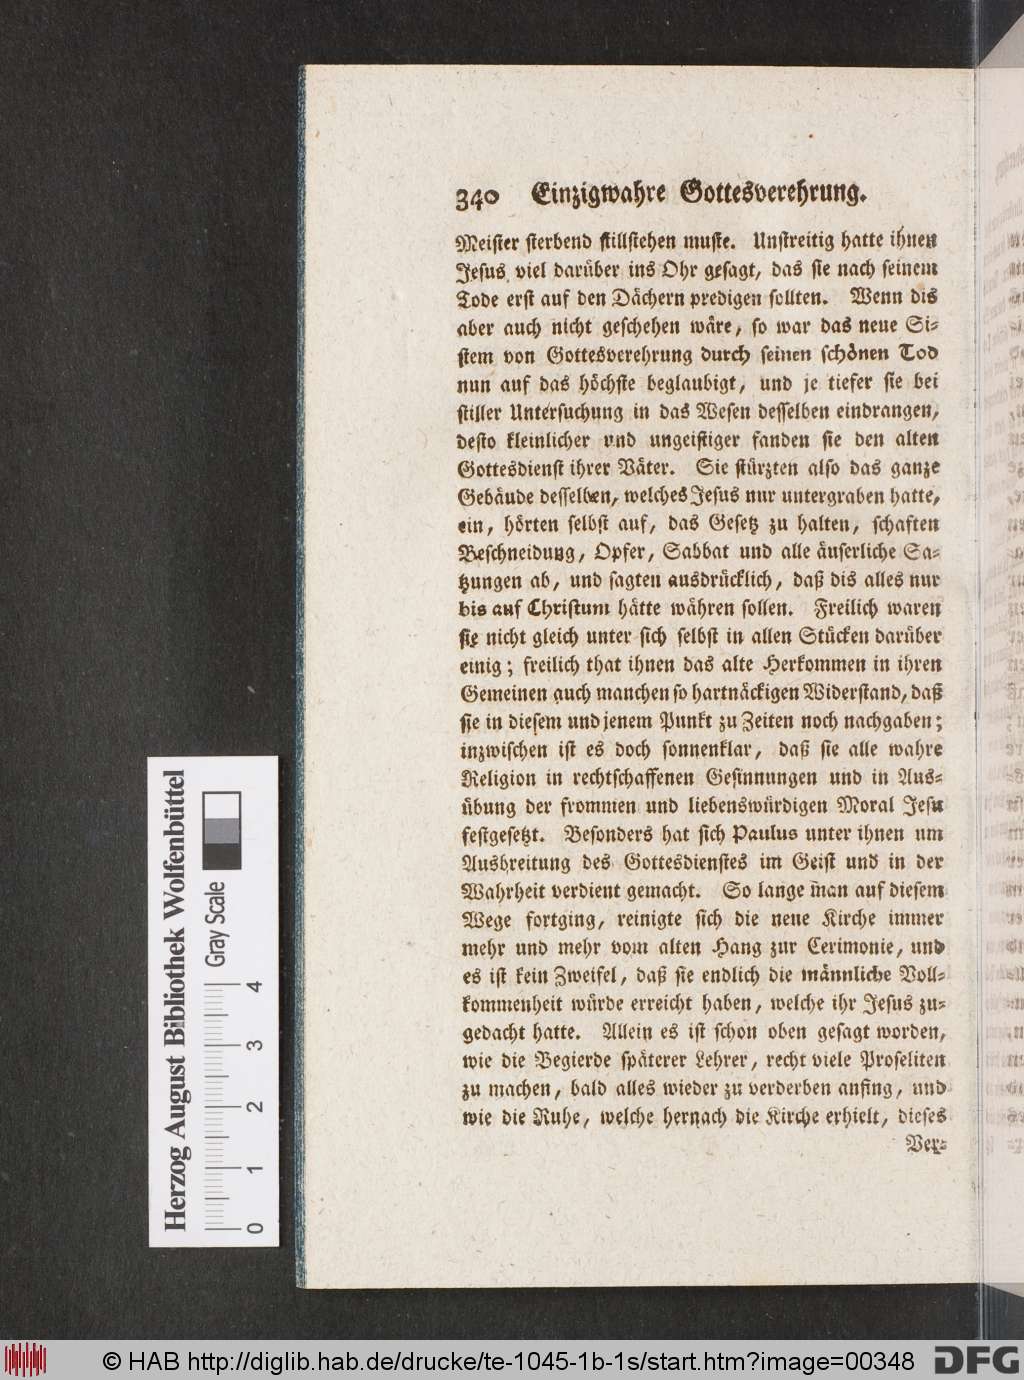 340 Einzigwahre Gottesverehrung.
Meister sterbend stillstehen muste. Unstreitig hatte ihnen
Jesus viel darüber ins Ohr gesagt, das sie nach seinem
Tode erst auf den Dächern predigen sollten. Wenn dis
aber auch nicht geschehen wäre, so war das neue Si-
stem von Gottesverehrung durch seinen schönen Tod
nun auf das höchste beglaubigt, und je tiefer sie bei
stiller Untersuchung in das Wesen desselben eindrangen,
desto kleinlicher und ungeistiger fanden sie den alten
Gottesdienst ihrer Väter. Sie stürzten also das ganze
Gebäude desselben, welches Jesus nur untergraben hatte,
ein, hörten selbst auf, das Gesetz zu halten, schaften
Beschneidung, Opfer, Sabbat und alle äuserliche Sa-
tzungen ab, und sagten ausdrücklich, daß dis alles nur
bis auf Christum hätte währen sollen. Freilich waren
sie nicht gleich unter sich selbst in allen Stücken darüber
einig; freilich that ihnen das alte Herkommen in ihren
Gemeinen auch manchen so hartnäckigen Widerstand, daß
sie in diesem und jenem Punkt zu Zeiten noch nachgaben;
inzwischen ist es doch sonnenklar, daß sie alle wahre
Religion in rechtschaffenen Gesinnungen und in Aus-
übung der frommen und liebenswürdigen Moral Jesu
festgesetzt. Besonders hat sich Paulus unter ihnen um
Ausbreitung des Gottesdienstes im Geist und in der
Wahrheit verdient gemacht. So lange man auf diesem
Wege fortging, reinigte sich die neue Kirche immer
mehr und mehr vom alten Hang zur Cerimonie, und
es ist kein Zweifel, daß sie endlich die männliche Voll-
kommenheit würde erreicht haben, welche ihr Jesus zu-
gedacht hatte. Allein es ist schon oben gesagt worden,
wie die Begierde späterer Lehrer, recht viele Proseliten
zu machen, bald alles wieder zu verderben anfing, und
wie die Ruhe, welche hernach die Kirche erhielt, dieses
Ver-
Herzog August Bibliothek Wolfenbüttel
Gray Scale
0 1 2 3 4
© HAB http://diglib.hab.de/drucke/te-1045-1b-1s/start.htm?image=00348
DFG